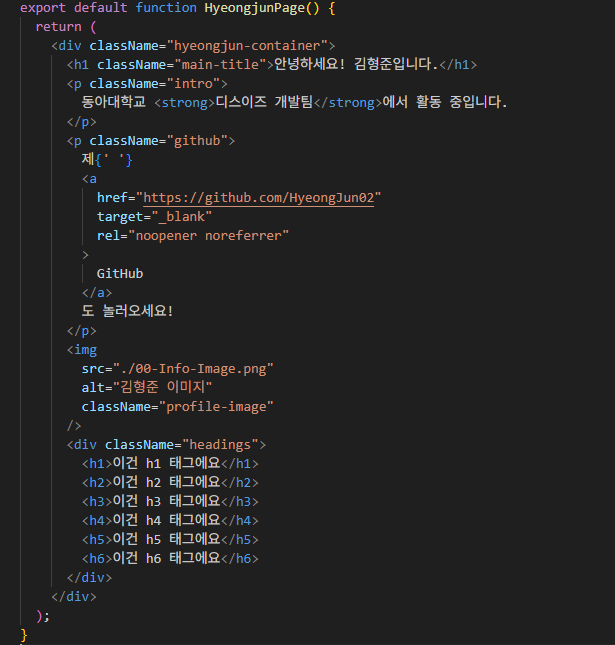 export default function HyeongjunPage() {
  return (
    <div className="hyeongjun-container">
      <h1 className="main-title">안녕하세요! 김형준입니다.</h1>
      <p className="intro">
        동아대학교 <strong>디스이즈 개발팀</strong>에서 활동 중입니다.
      </p>
      <p className="github">
        제{' '}
        <a
          href="https://github.com/HyeongJun02"
          target="_blank"
          rel="noopener noreferrer"
        >
          GitHub
        </a>
        도 놀러오세요!
      </p>
      <img
        src="./00-Info-Image.png"
        alt="김형준 이미지"
        className="profile-image"
      />
      <div className="headings">
        <h1>이건 h1 태그에요</h1>
        <h2>이건 h2 태그에요</h2>
        <h3>이건 h3 태그에요</h3>
        <h4>이건 h4 태그에요</h4>
        <h5>이건 h5 태그에요</h5>
        <h6>이건 h6 태그에요</h6>
      </div>
    </div>
  );
}